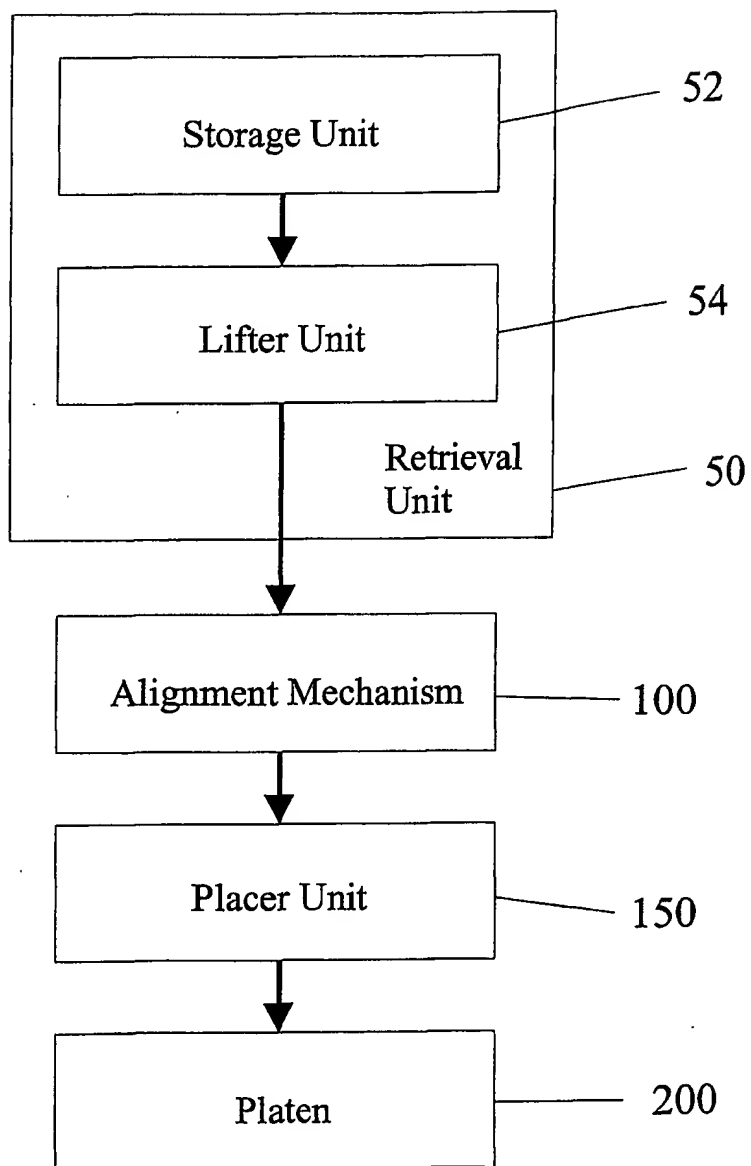 52
Storage Unit
54
Lifter Unit
Retrieval
Unit
50
Alignment Mechanism
100
Placer Unit
150
Platen
200